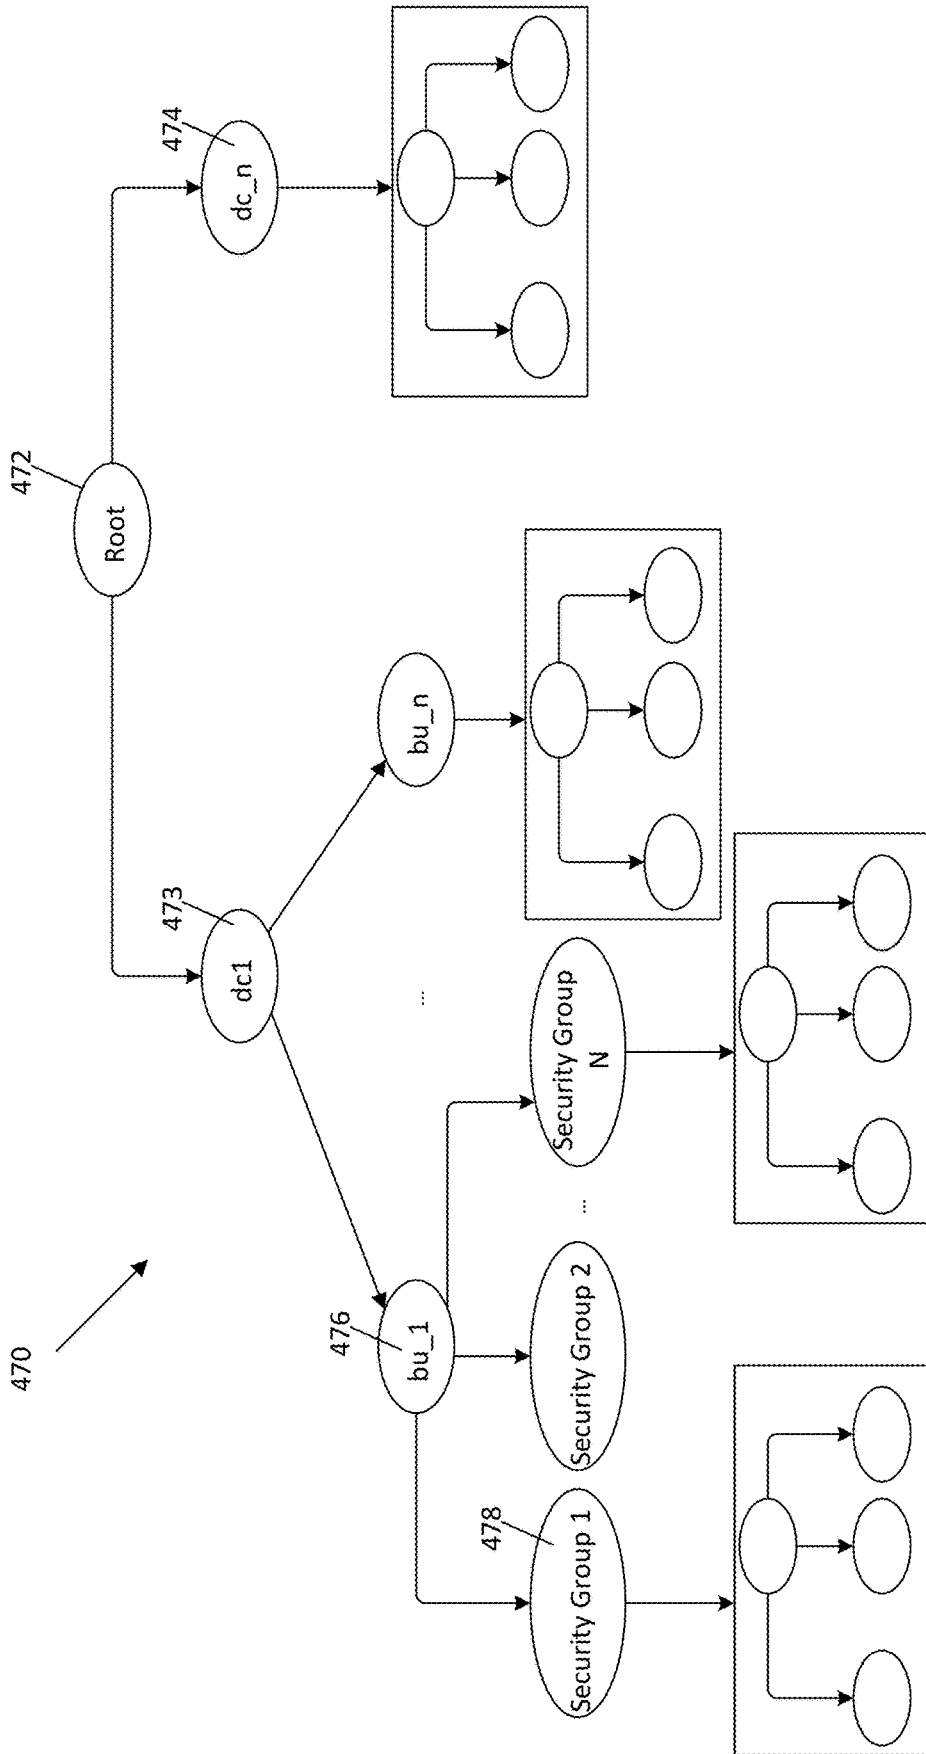 470
472
Root
473
dc1
474
dc_n
476
bu_1
...
bu_n
478
Security Group 1
Security Group 2
...
Security Group
N